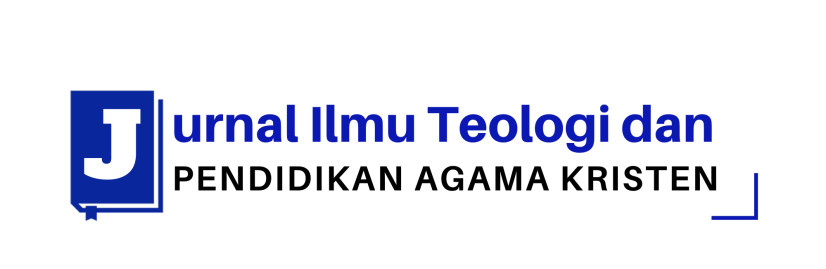 Jurnal Ilmu Teologi dan
PENDIDIKAN AGAMA KRISTEN